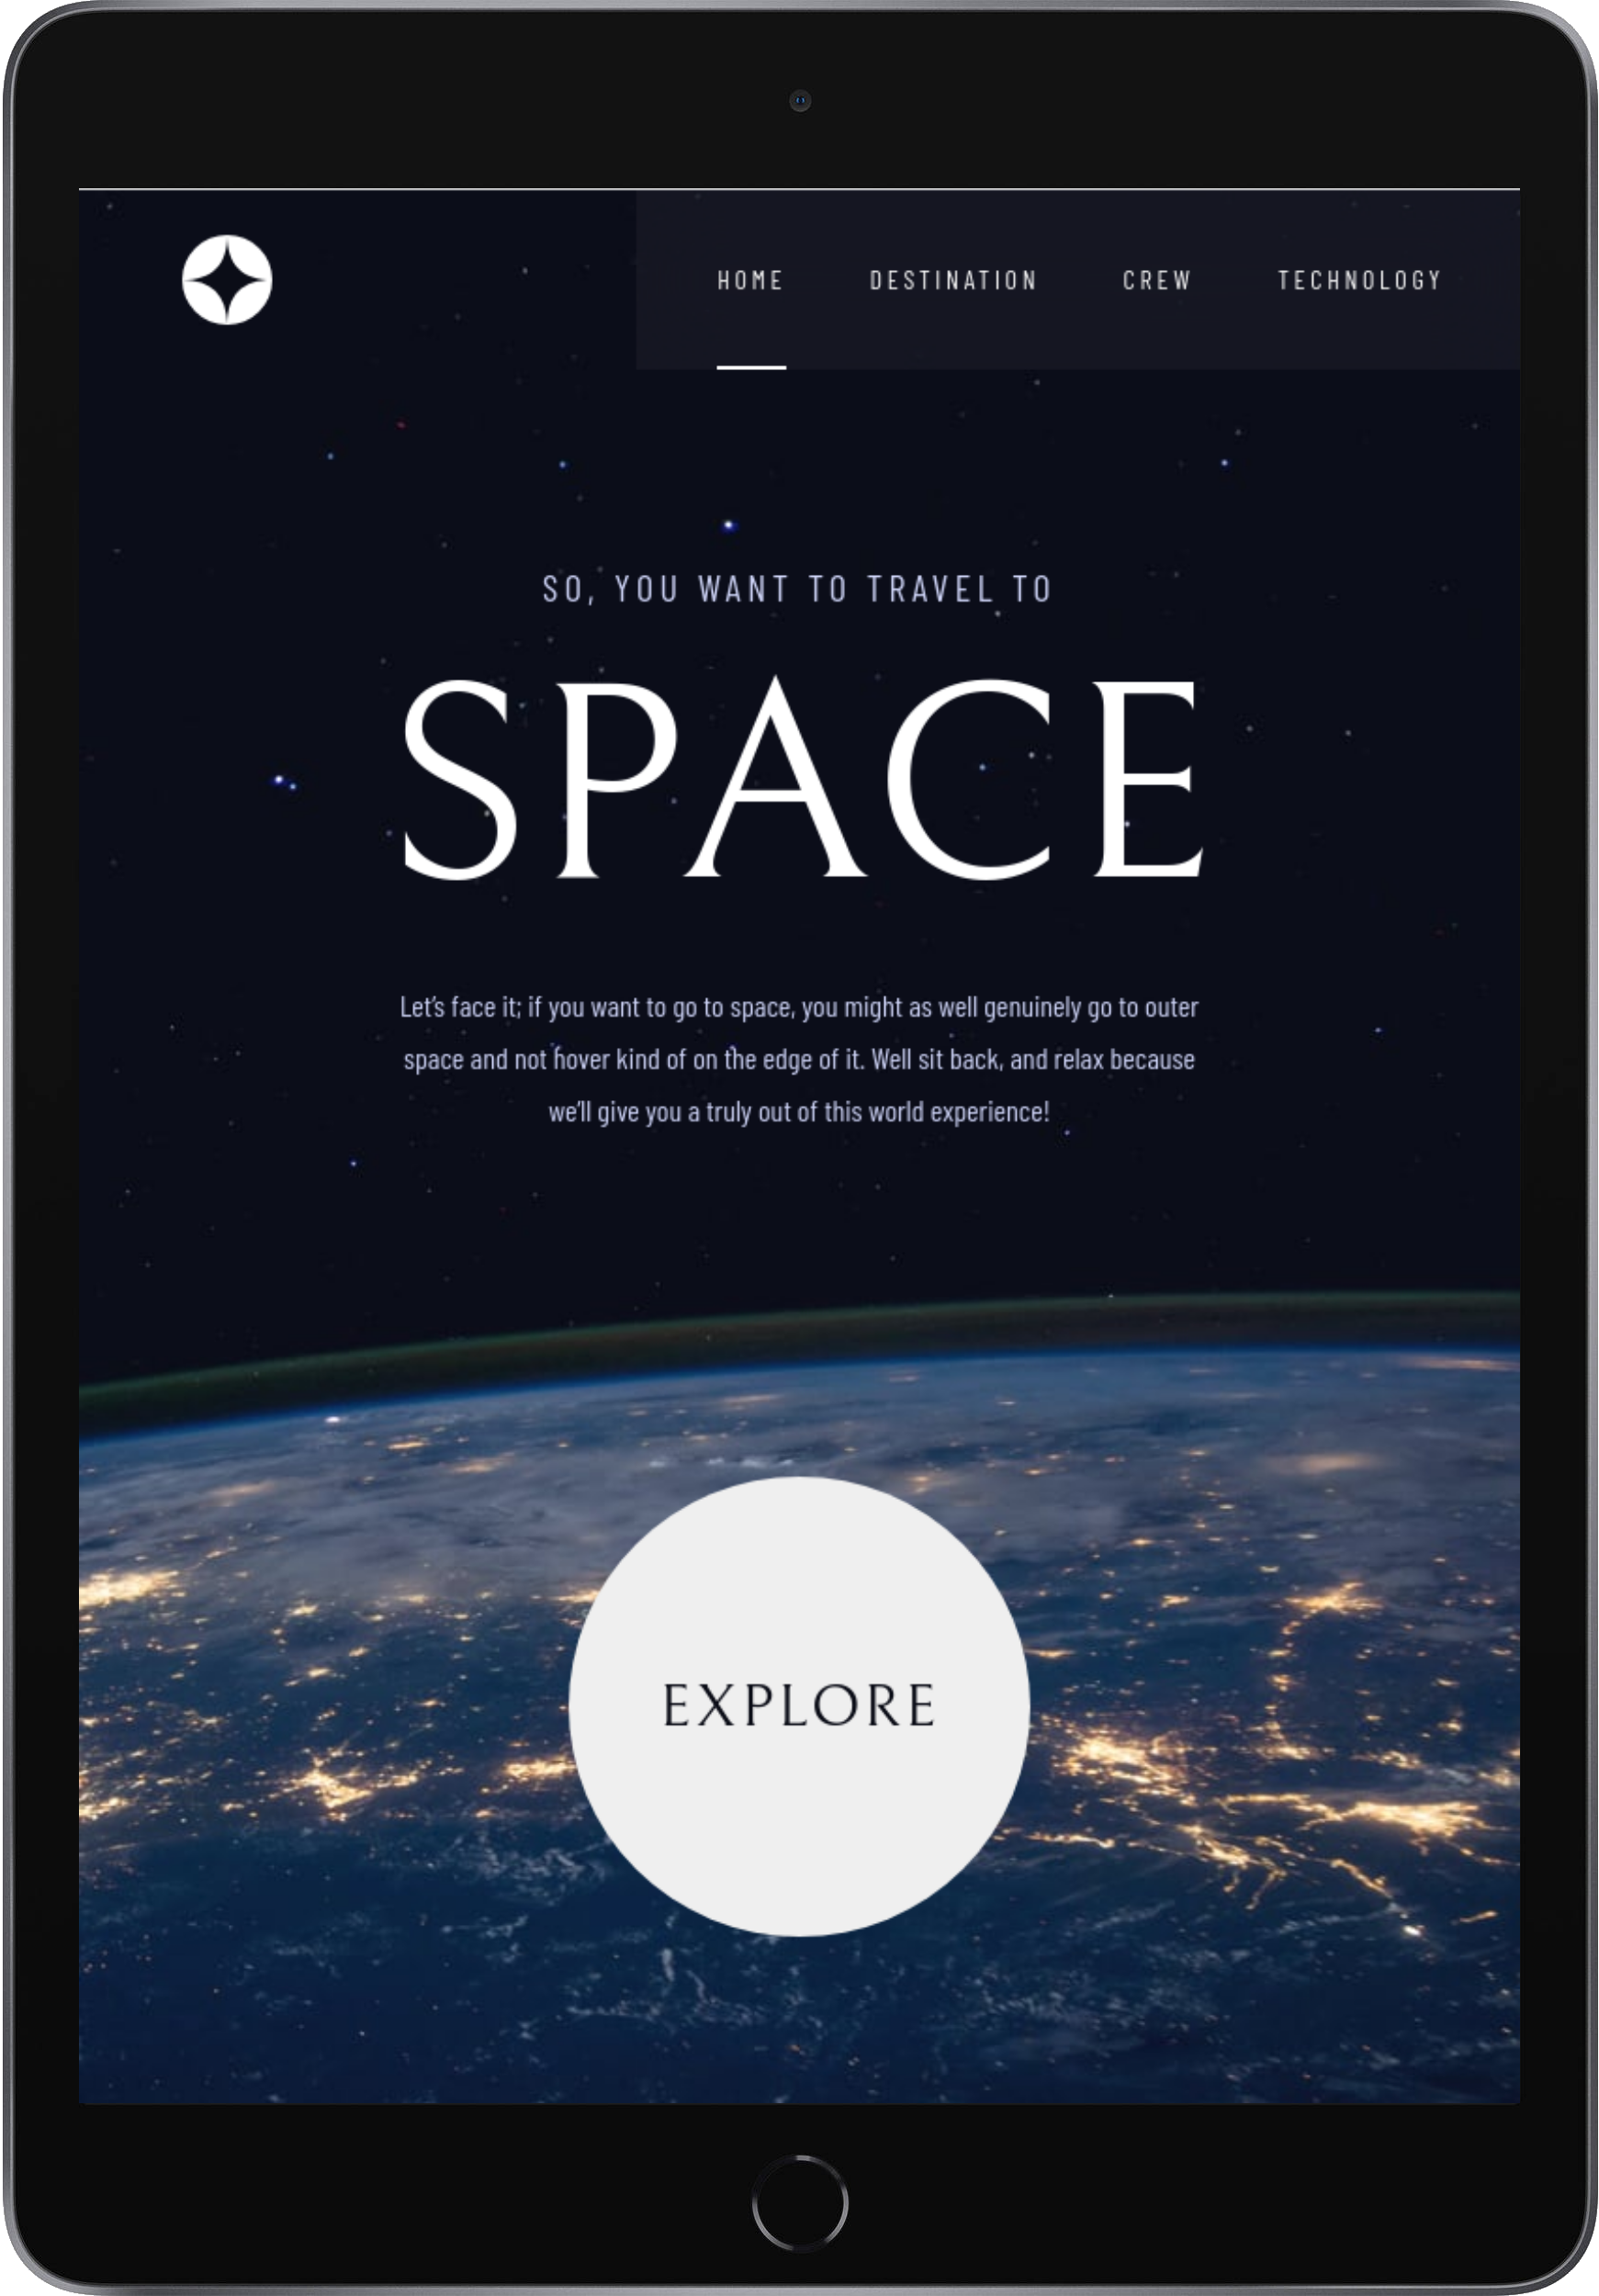 HOME DESTINATION CREW TECHNOLOGY
SO, YOU WANT TO TRAVEL TO
SPACE
Let’s face it; if you want to go to space, you might as well genuinely go to outer
space and not hover kind of on the edge of it. Well sit back, and relax because
we’ll give you a truly out of this world experience!
EXPLORE